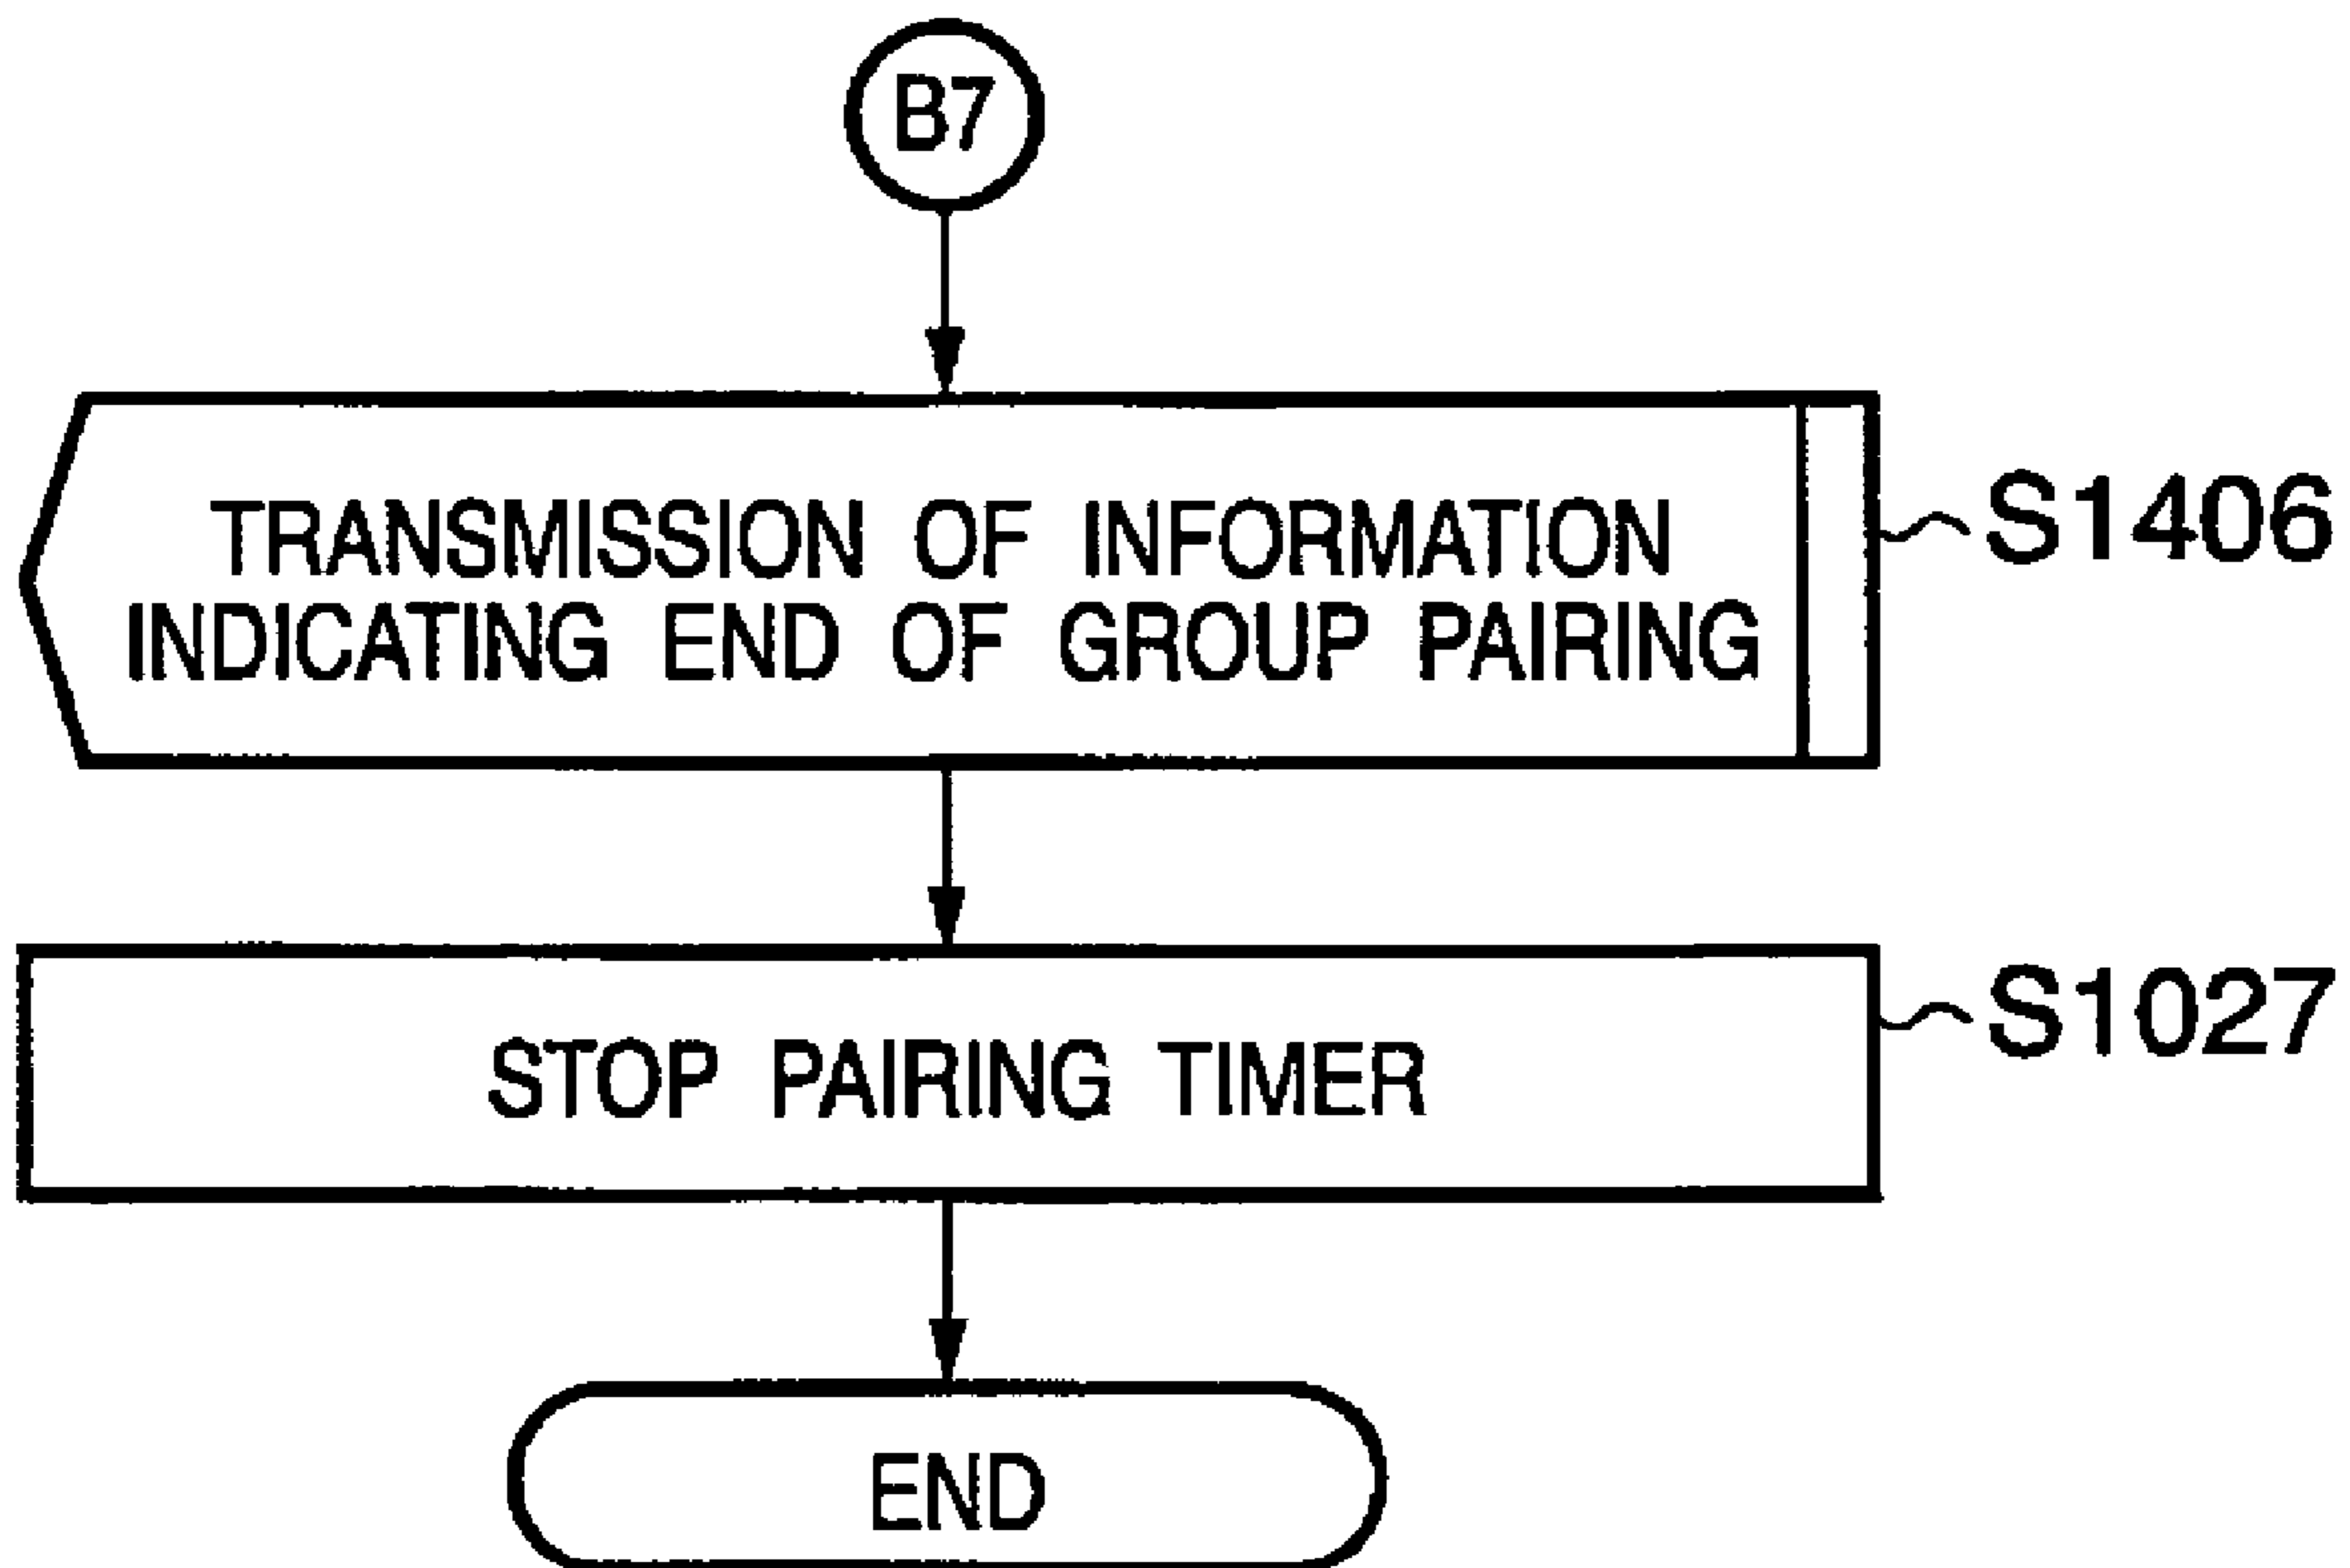 B7
TRANSMISSION OF INFORMATION
INDICATING END OF GROUP PAIRING
S1406
STOP PAIRING TIMER
S1027
END